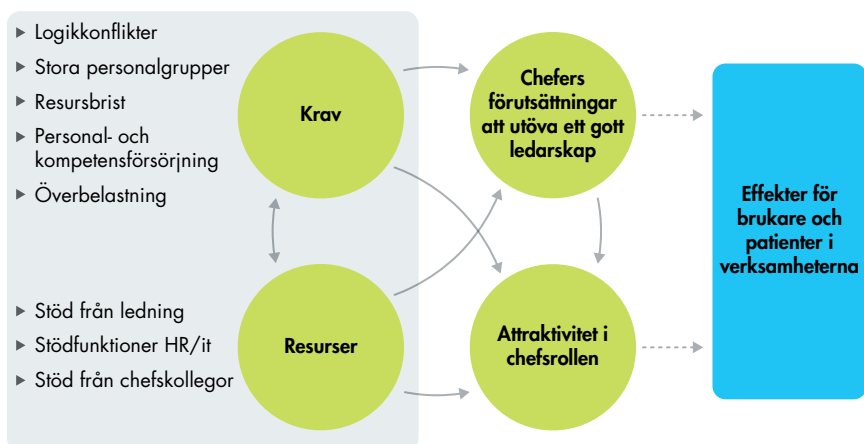 Logikkonflikter
Stora personalgrupper
Resursbrist
Personal- och
kompetensförsörjning
Överbelastning
Krav
Chefers
förutsättningar
att utöva ett gott
ledarskap
Effekter för
brukare och
patienter i
verksamheterna
Stöd från ledning
Stödfunktioner HR/it
Stöd från chefskollegor
Resurser
Attraktivitet i
chefsrollen